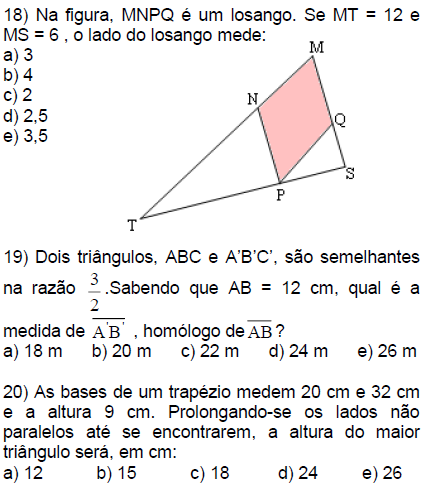 18) Na figura, MNPQ é um losango. Se MT = 12 e
MS = 6 , o lado do losango mede:
a) 3
b) 4
c) 2
d) 2,5
e) 3,5
M
N
Q
S
P
T
19) Dois triângulos, ABC e A’B’C’, são semelhantes
na razão 3/2 .Sabendo que AB = 12 cm, qual é a
medida de A'B' , homólogo de AB ?
a) 18 m b) 20 m c) 22 m d) 24 m e) 26 m
20) As bases de um trapézio medem 20 cm e 32 cm
e a altura 9 cm. Prolongando-se os lados não
paralelos até se encontrarem, a altura do maior
triângulo será, em cm:
a) 12 b) 15 c) 18 d) 24 e) 26